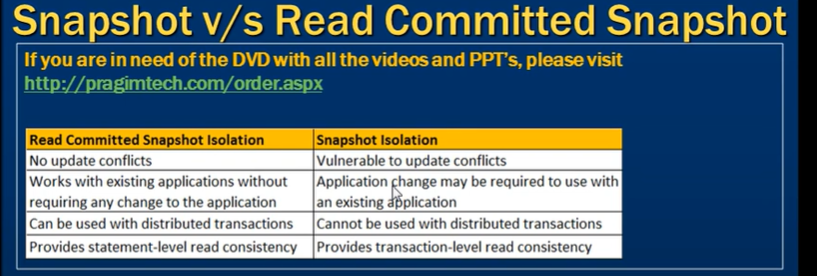 Snapshot v/s Read Committed Snapshot
If you are in need of the DVD with all the videos and PPT's, please visit
http://pragimtech.com/order.aspx
Read Committed Snapshot Isolation Snapshot Isolation
No update conflicts Vulnerable to update conflicts
Works with existing applications without Application change may be required to use with
requiring any change to the application an existing application
Can be used with distributed transactions Cannot be used with distributed transactions
Provides statement-level read consistency Provides transaction-level read consistency